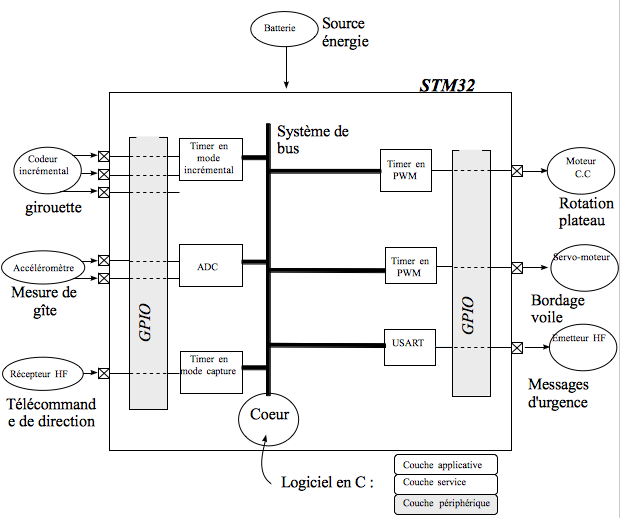 Batterie
Source
énergie
STM32
Système de
bus
Timer en
mode
incrémental
Timer en
PWM
Codeur
incrémental
girouette
Moteur
C.C
Rotation
plateau
Accéléromètre
Mesure de
gîte
ADC
GPIO
Timer en
PWM
GPIO
Servo-moteur
Bordage
voile
USART
Emetteur HF
Messages
d'urgence
Récepteur HF
Télécommand
e de direction
Timer en
mode capture
Coeur
Logiciel en C :
Couche applicative
Couche service
Couche périphérique